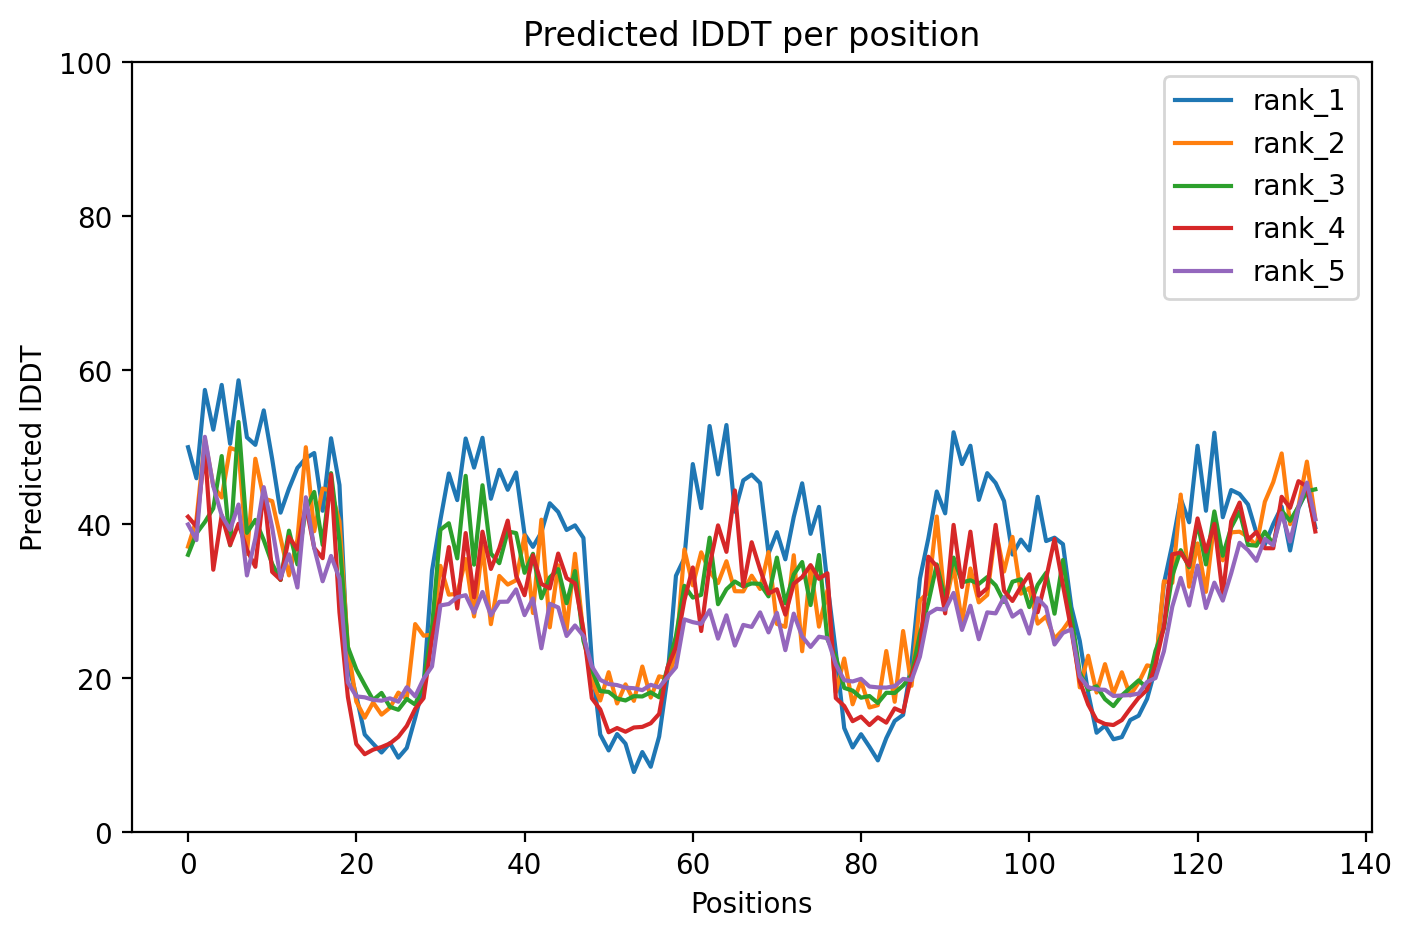 Predicted lDDT per position
100
80
60
40
20
0
Predicted lDDT
rank_1
rank_2
rank_3
rank_4
rank_5
0 20 40 60 80 100 120 140
Positions